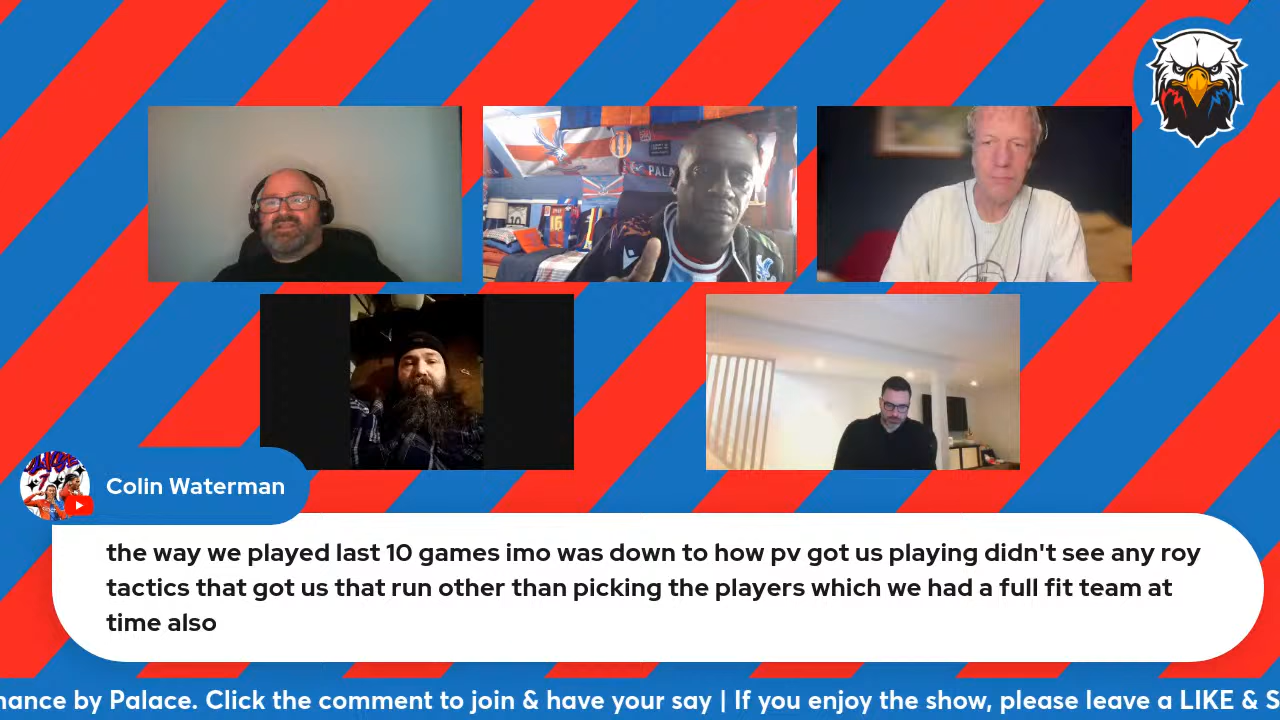 PALA
10
16
Colin Waterman
the way we played last 10 games imo was down to how pv got us playing didn't see any roy
tactics that got us that run other than picking the players which we had a full fit team at
time also
nance by Palace. Click the comment to join & have your say | If you enjoy the show, please leave a LIKE & S